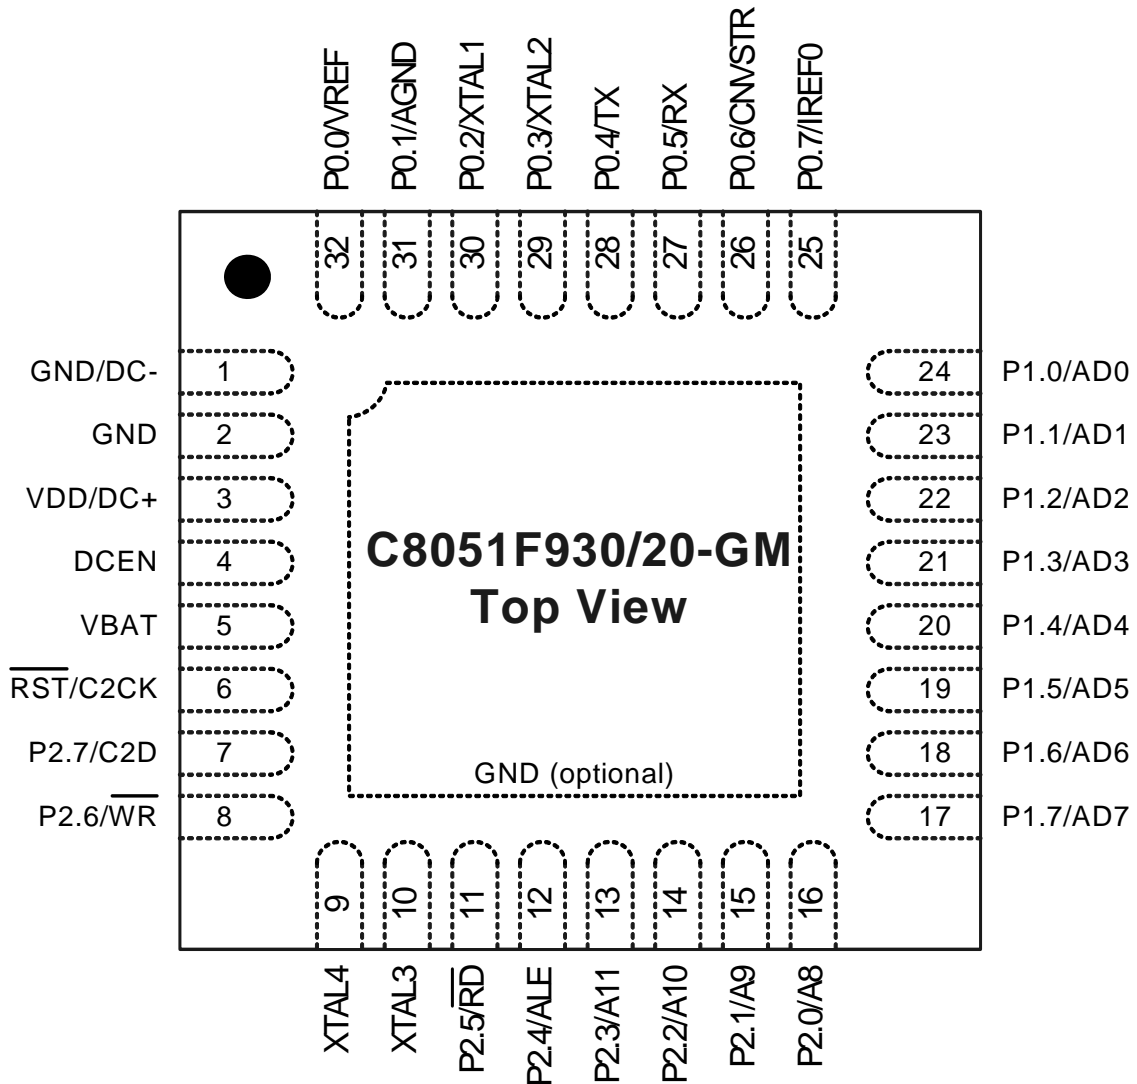 P0.0/VREF
P0.1/AGND
P0.2/XTAL1
P0.3/XTAL2
P0.4/TX
P0.5/RX
P0.6/CNVSTR
P0.7/IREF0
32
31
30
29
28
27
26
25
GND/DC- 1
GND 2
VDD/DC+ 3
DCEN 4
VBAT 5
RST/C2CK 6
P2.7/C2D 7
P2.6/WR 8
24 P1.0/AD0
23 P1.1/AD1
22 P1.2/AD2
21 P1.3/AD3
20 P1.4/AD4
19 P1.5/AD5
18 P1.6/AD6
17 P1.7/AD7
C8051F930/20-GM
Top View
GND (optional)
9
10
11
12
13
14
15
16
XTAL4
XTAL3
P2.5/RD
P2.4/ALE
P2.3/A11
P2.2/A10
P2.1/A9
P2.0/A8